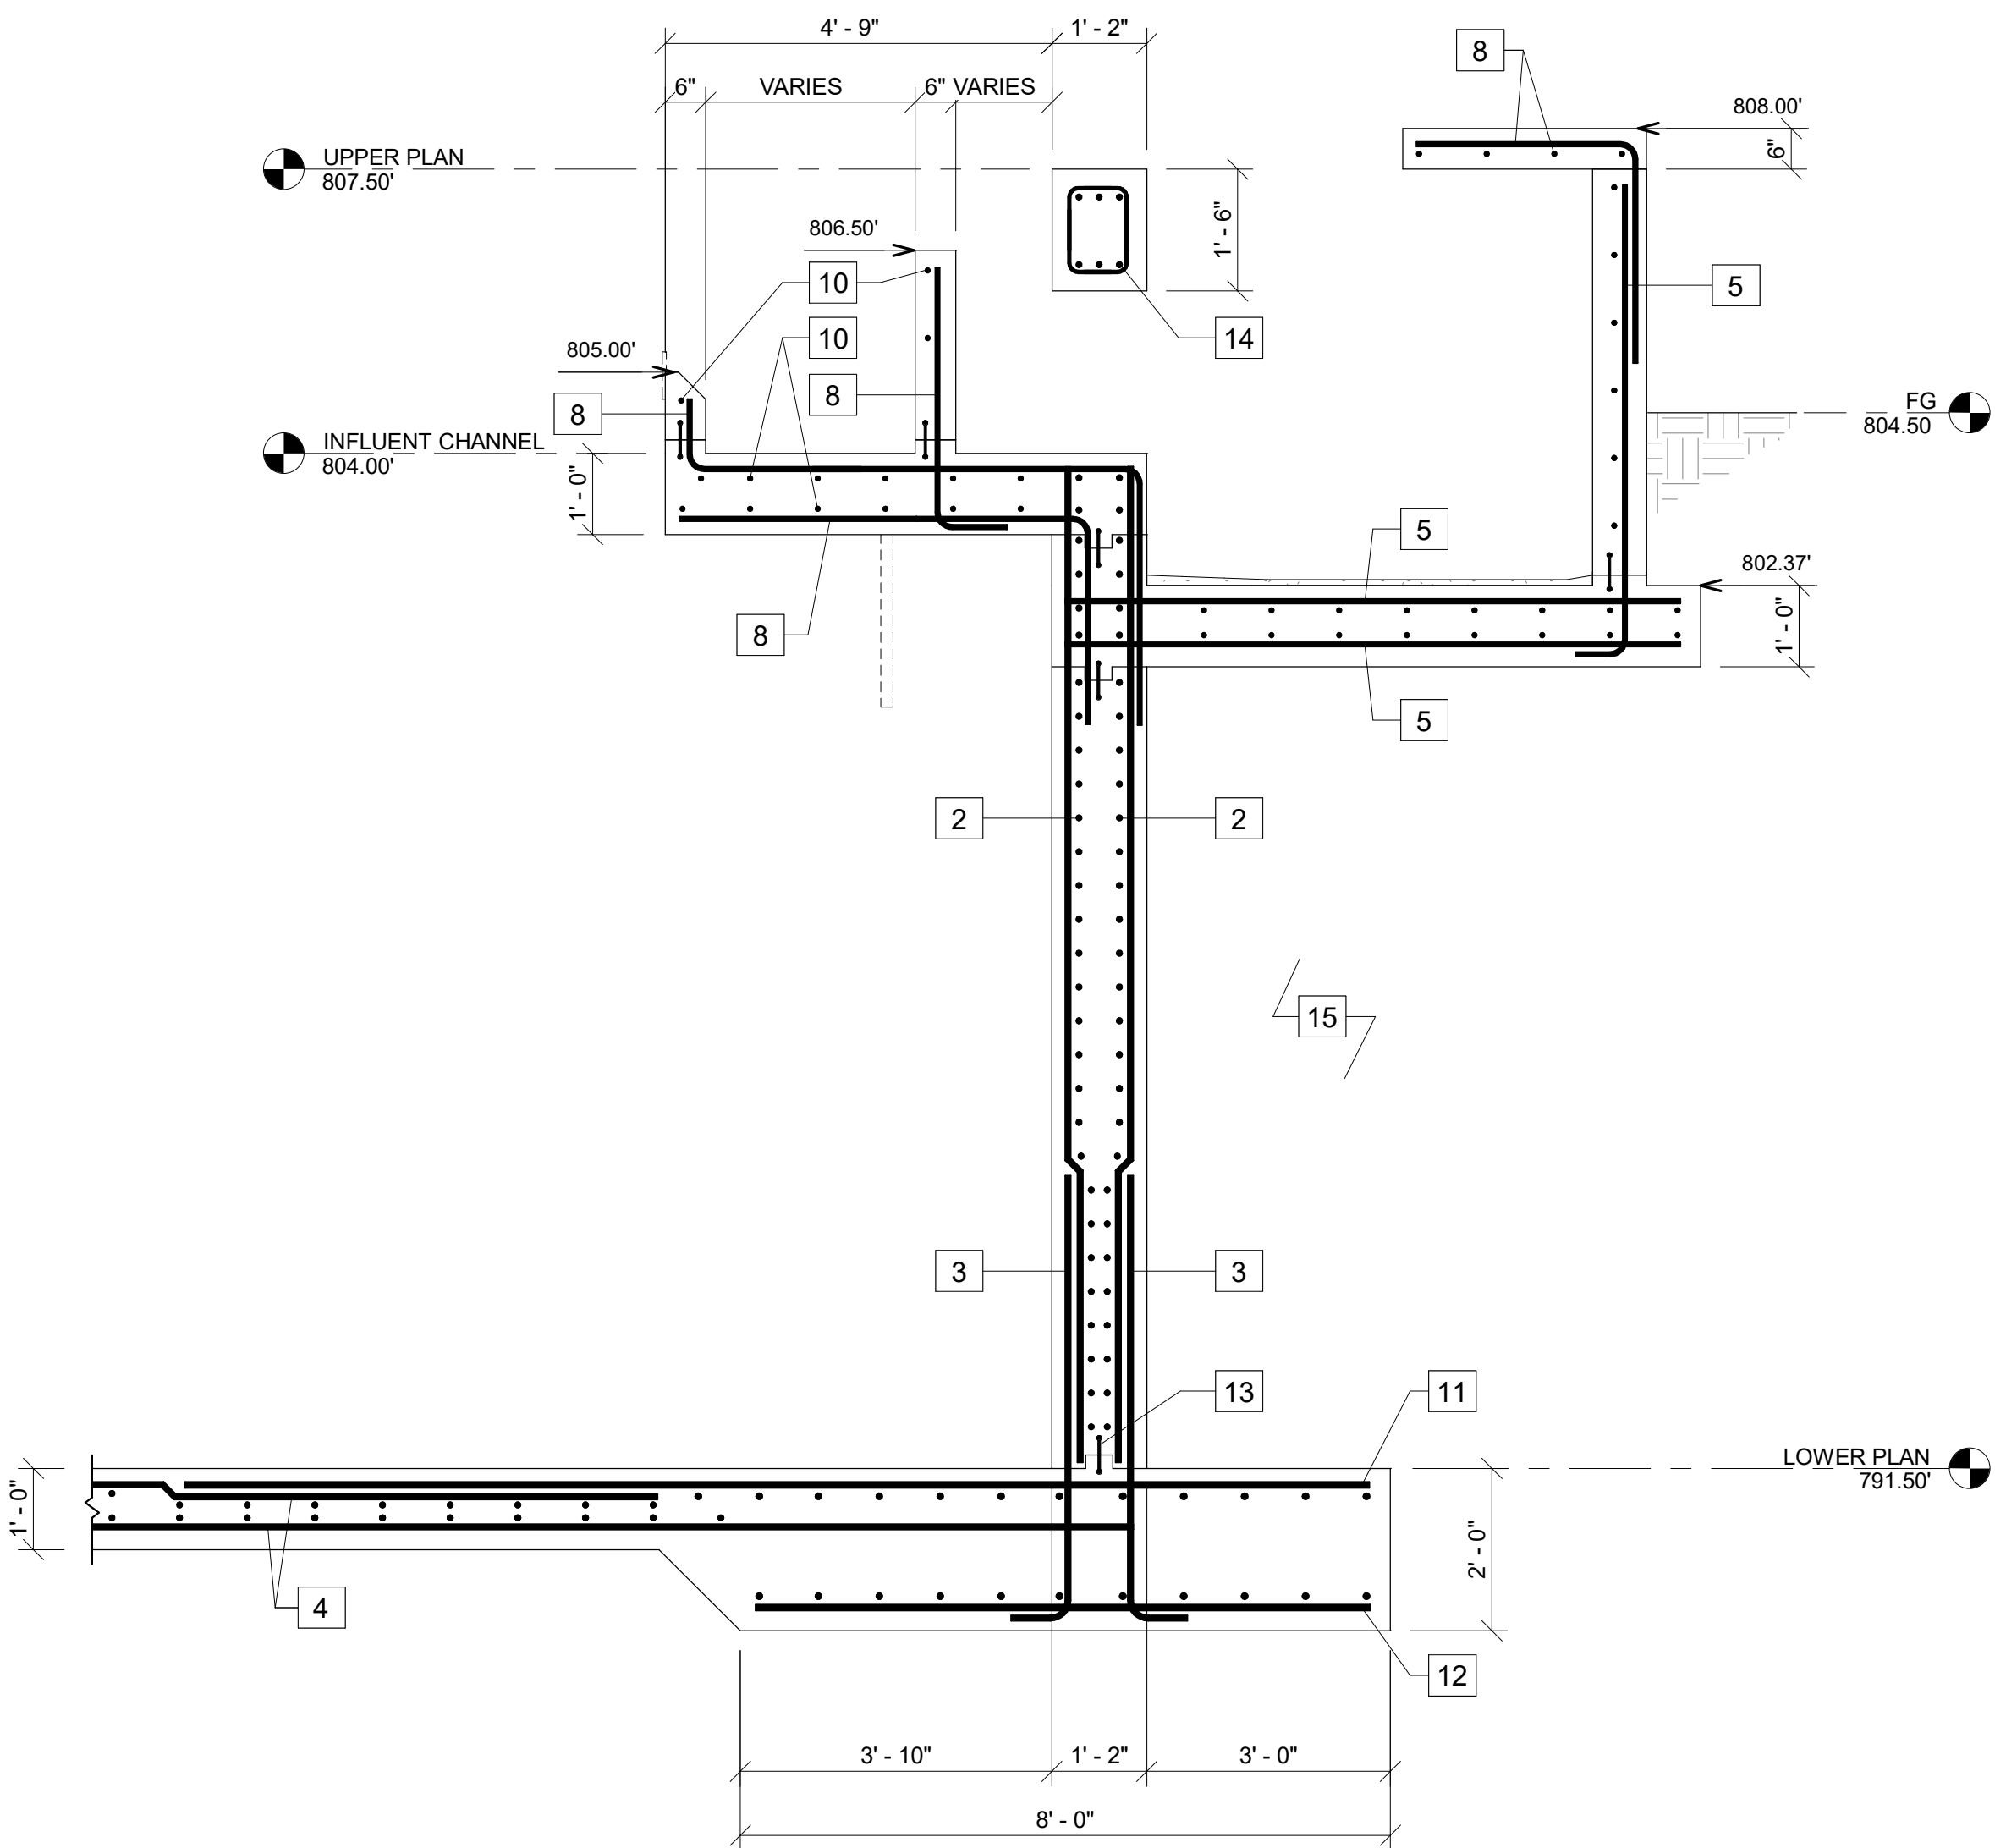 4' - 9"
1' - 2"
8
6"
VARIES
6"
VARIES
808.00'
6"
UPPER PLAN
807.50'
1' - 6"
806.50'
10
5
10
14
805.00'
8
8
FG
804.50
INFLUENT CHANNEL
804.00'
1' - 0"
5
802.37'
8
1' - 0"
5
2
2
15
3
3
13
11
LOWER PLAN
791.50'
1' - 0"
2' - 0"
4
12
3' - 10"
1' - 2"
3' - 0"
8' - 0"